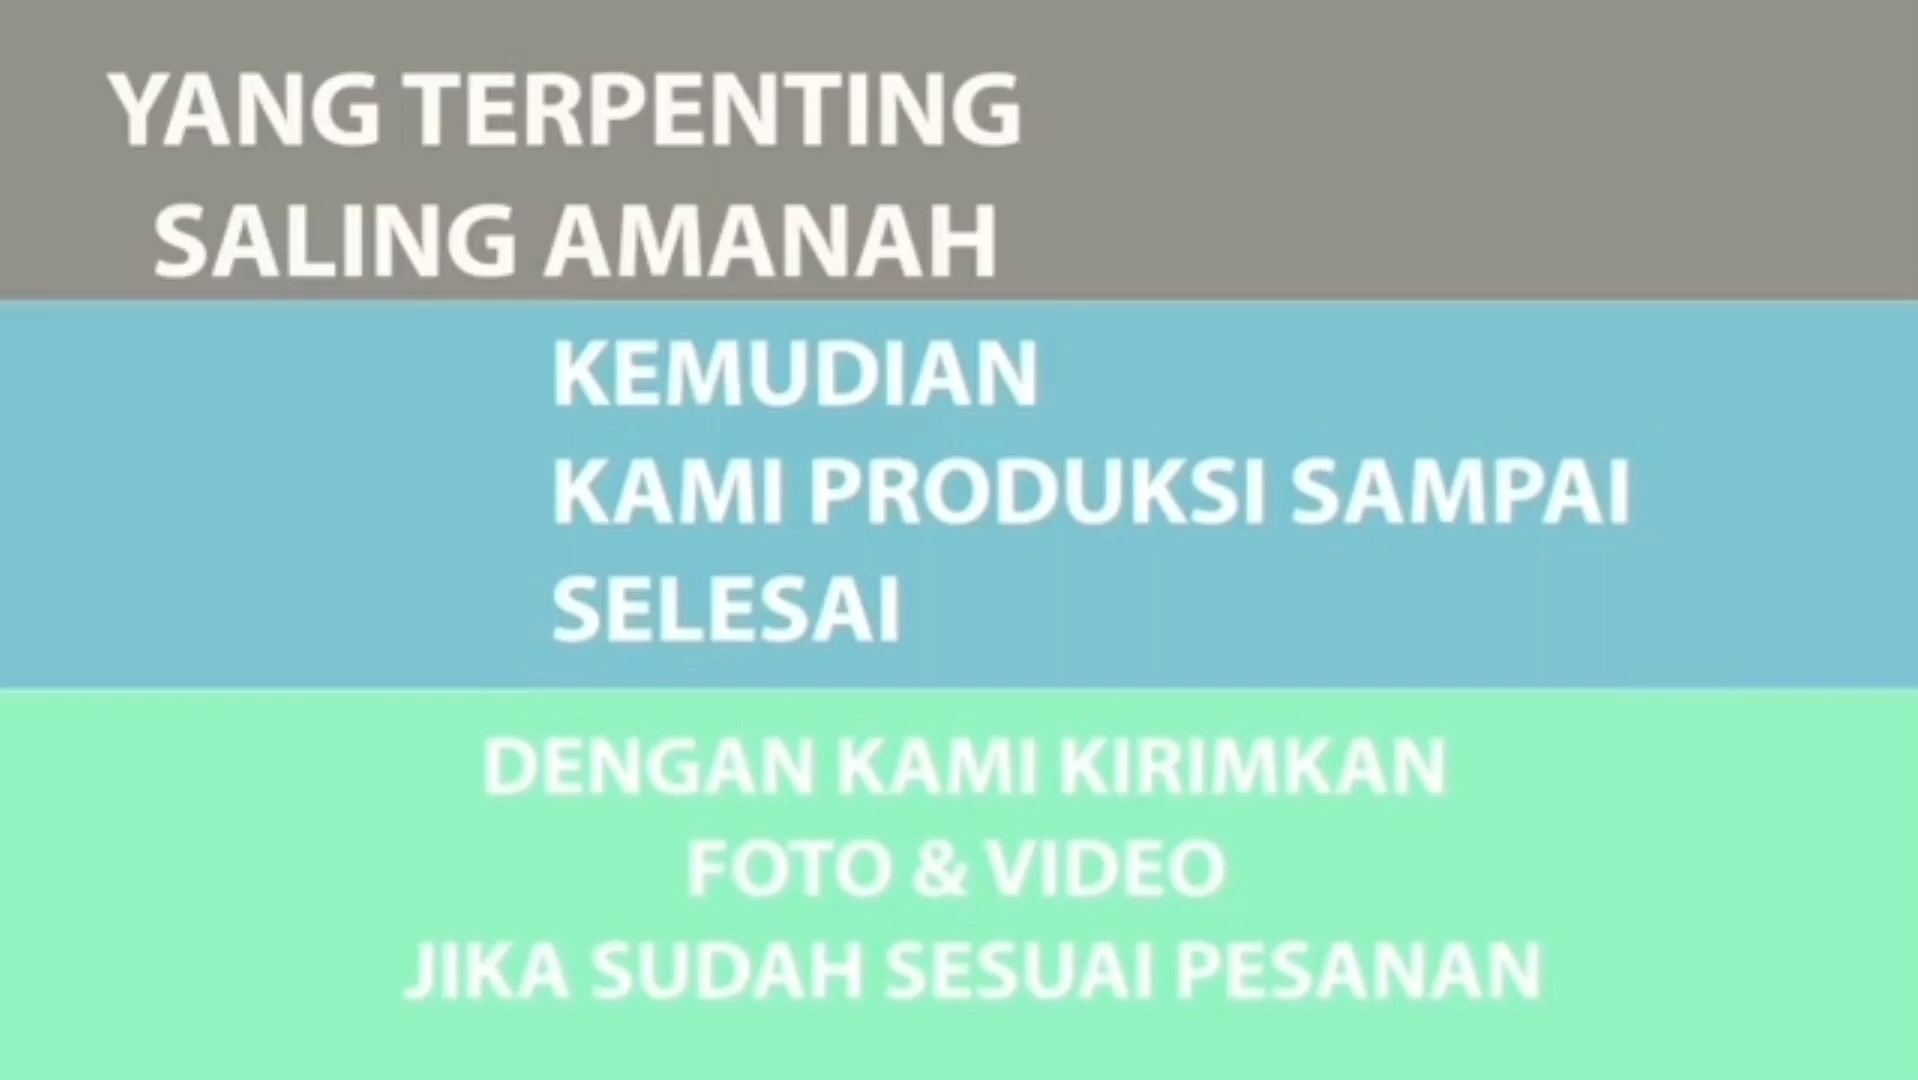 YANG TERPENTING
SALING AMANAH
KEMUDIAN
KAMI PRODUKSI SAMPAI
SELESAI
DENGAN KAMI KIRIMKAN
FOTO & VIDEO
JIKA SUDAH SESUAI PESANAN